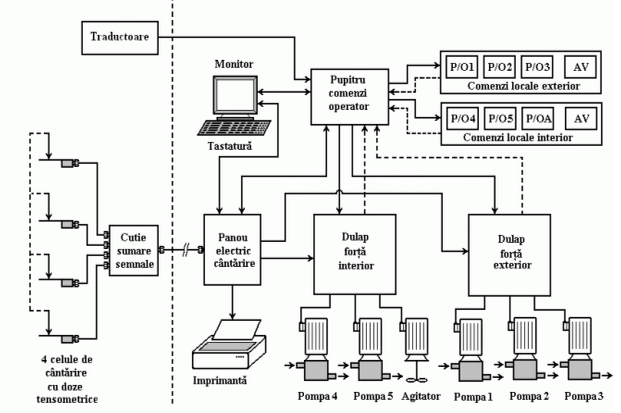 Traductoare
Monitor
Tastatură
Pupitru
comenzi
operator
P/O1 P/O2 P/O3 AV
Comenzi locale exterior
P/O4 P/O5 P/OA AV
Comenzi locale interior
Cutie
sumare
semnale
Panou
electric
cântărire
Dulap
forță
interior
Dulap
forță
exterior
4 celule de
cântărire
cu doze
tensometrice
Imprimantă
Pompa 4 Pompa 5 Agitator Pompa 1 Pompa 2 Pompa 3